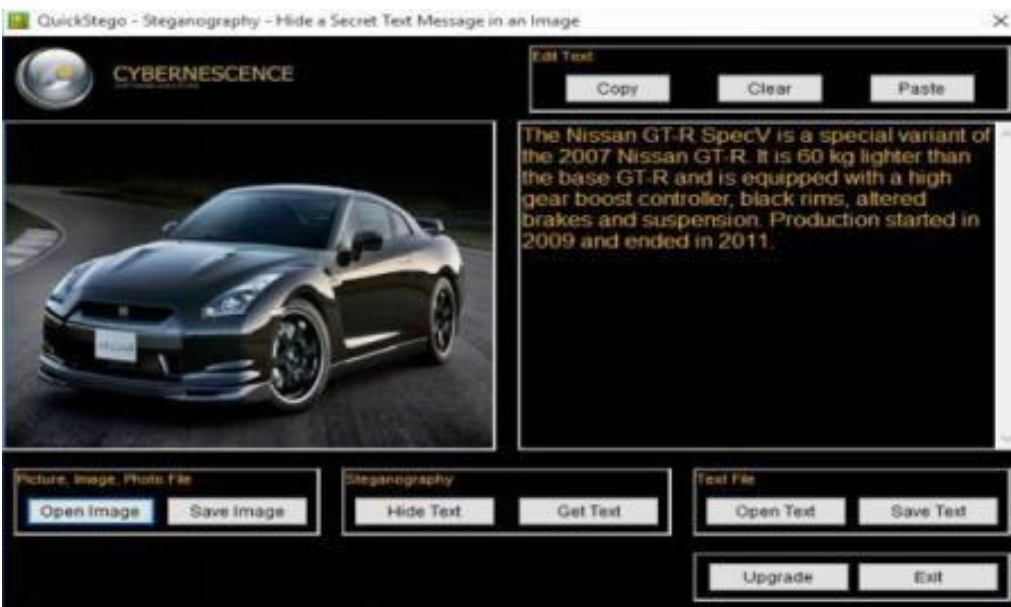 QuickStego - Steganography - Hide a Secret Text Message in an Image
CYBERNESCENCE
Edit Text
Copy
Clear
Paste
The Nissan GT-R SpecV is a special variant of
the 2007 Nissan GT-R. It is 60 kg lighter than
the base GT-R and is equipped with a high
gear boost controller, black rims, altered
brakes and suspension. Production started in
2009 and ended in 2011.
Picture, Image, Photo File
Open Image
Save Image
Steganography
Hide Text
Get Text
Text File
Open Text
Save Text
Upgrade
Exit